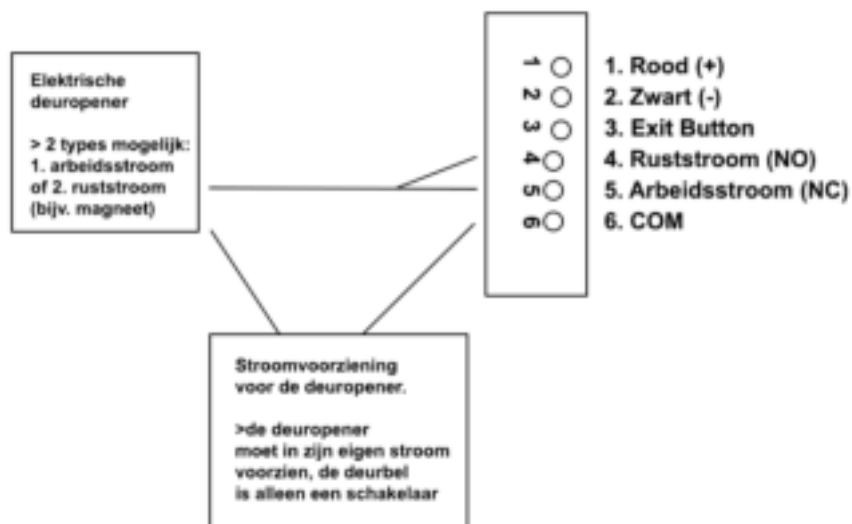 Elektrische
deuropener
> 2 types mogelijk:
1. arbeidsstroom
of 2. ruststroom
(bijv. magneet)
1
2
3
4
5
6
1. Rood (+)
2. Zwart (-)
3. Exit Button
4. Ruststroom (NO)
5. Arbeidsstroom (NC)
6. COM
Stroomvoorziening
voor de deuropener.
>de deuropener
moet in zijn eigen stroom
voorzien, de deurbel
is alleen een schakelaar